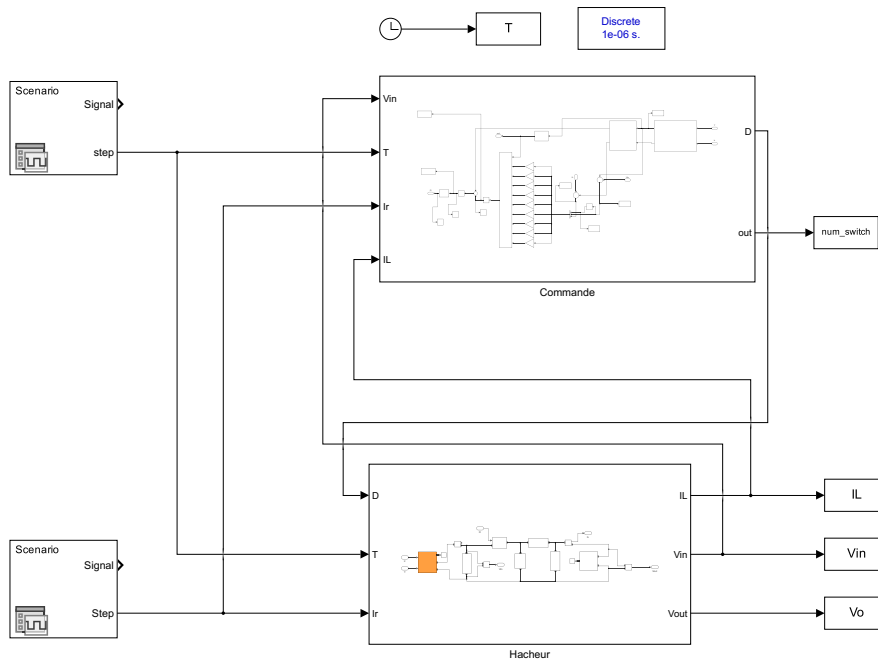 T
Discrete
1e-06 s.
Scenario
Signal
step
Vin
T
Ir
IL
D
out
Commande
num_switch
Scenario
Signal
Step
D
T
Ir
IL
Vin
Vout
Hacheur
IL
Vin
Vo